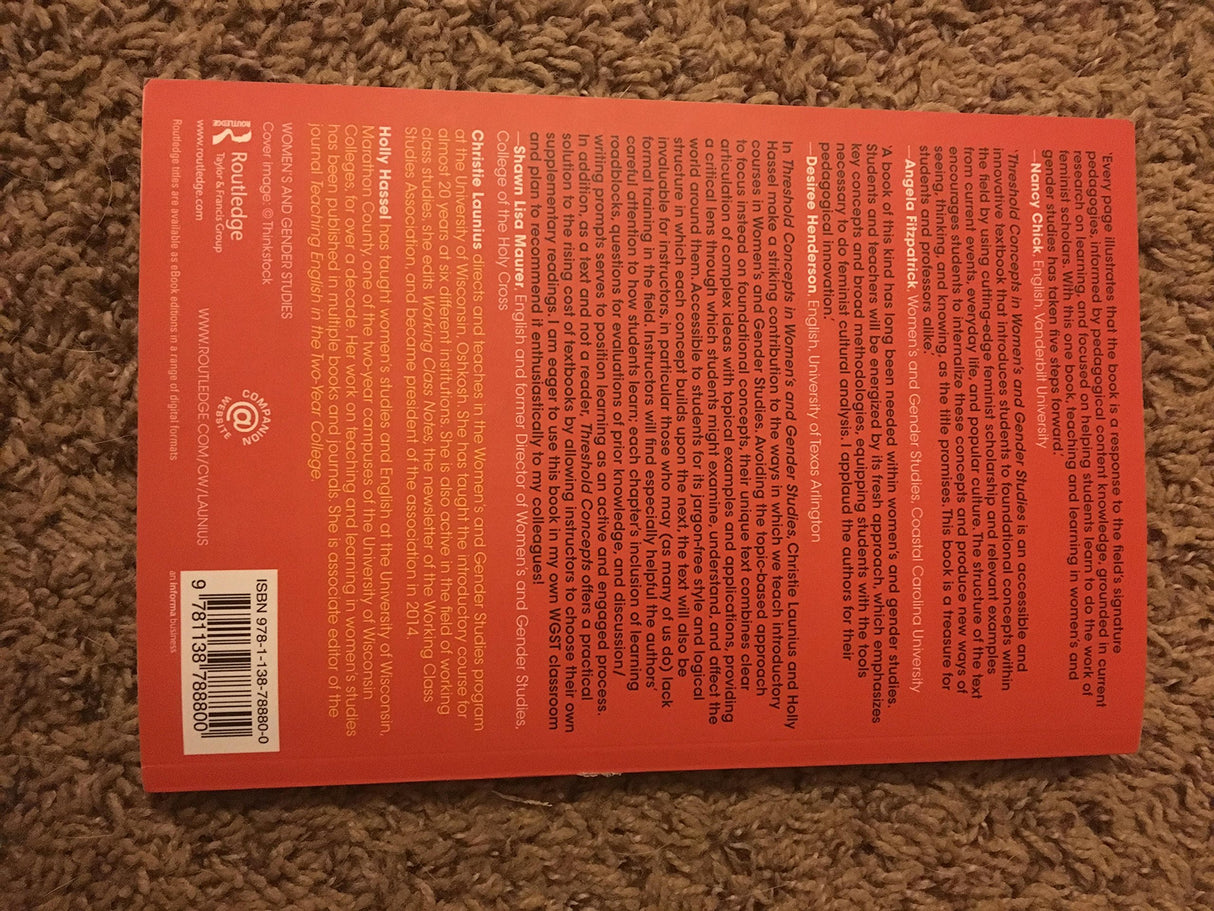 'Every page illustrates that the book is a response to the field's signature
pedagogies, informed by pedagogical content knowledge, grounded in current
research on learning, and focused on helping students learn to do the work of
feminist scholars. With this one book, teaching and learning in women's and
gender studies has taken five steps forward.'
—Nancy Chick, English, Vanderbilt University
'Threshold Concepts in Women's and Gender Studies is an accessible and
innovative textbook that introduces students to foundational concepts within
the field by using cutting-edge feminist scholarship and relevant examples
from current events, everyday life, and popular culture. The structure of the text
encourages students to internalize these concepts and produce new ways of
seeing, thinking, and knowing, as the title promises. This book is a treasure for
students and professors alike.'
—Angela Fitzpatrick, Women's and Gender Studies, Coastal Carolina University
'A book of this kind has long been needed within women's and gender studies.
Students and teachers will be energized by its fresh approach, which emphasizes
key concepts and broad methodologies, equipping students with the tools
necessary to do feminist cultural analysis. I applaud the authors for their
pedagogical innovation.'
—Desiree Henderson, English, University of Texas Arlington
In Threshold Concepts in Women's and Gender Studies, Christie Launius and Holly
Hassel make a striking contribution to the ways in which we teach introductory
courses in Women's and Gender Studies. Avoiding the topic-based approach
to focus instead on foundational concepts, their unique text combines clear
articulation of complex ideas with topical examples and applications, providing
a critical lens through which students might examine, understand, and affect the
world around them. Accessible to students for its jargon-free style and logical
structure in which each concept builds upon the next, the text will also be
invaluable for instructors, in particular those who may (as many of us do) lack
formal training in the field. Instructors will find especially helpful the authors'
careful attention to how students learn; each chapter's inclusion of learning
roadblocks, questions for evaluations of prior knowledge, and discussion/
writing prompts serves to position learning as an active and engaged process.
In addition, as a text and not a reader, Threshold Concepts offers a practical
solution to the rising cost of textbooks by allowing instructors to choose their own
supplementary readings. I am eager to use this book in my own WGST classroom
and plan to recommend it enthusiastically to my colleagues!
—Shawn Lisa Maurer, English and former Director of Women's and Gender Studies,
College of the Holy Cross
Christie Launius directs and teaches in the Women's and Gender Studies program
at the University of Wisconsin, Oshkosh. She has taught the introductory course for
almost 20 years at six different institutions. She is also active in the field of working
class studies, she edits Working Class Notes, the newsletter of the Working Class
Studies Association, and became president of the association in 2014.
Holly Hassel has taught women's studies and English at the University of Wisconsin,
Marathon County, one of the two-year campuses of the University of Wisconsin
Colleges, for over a decade. Her work on teaching and learning in women's studies
has been published in multiple books and journals. She is associate editor of the
journal Teaching English in the Two-Year College.
WOMEN'S AND GENDER STUDIES
Cover image: © Thinkstock
COMPANION
@
WEBSITE
ISBN 978-1-138-78880-0
9 781138 788800
R
ROUTLEDGE
Routledge
Taylor & Francis Group
www.routledge.com
WWW.ROUTLEDGE.COM/CW/LAUNIUS
Routledge titles are available as eBook editions in a range of digital formats
an informa business